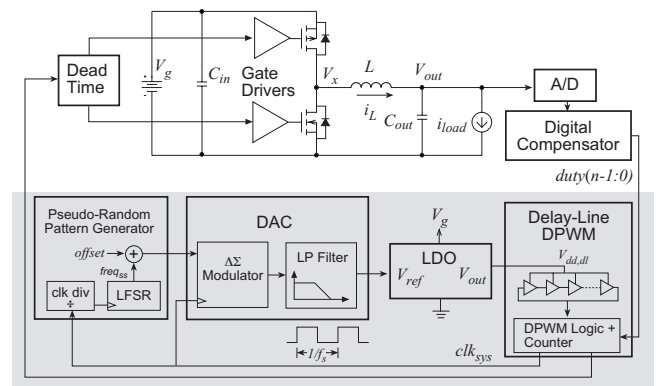 Dead
Time
V_g
C_in
Gate
Drivers
V_x
L
i_L
V_out
C_out
i_load
A/D
Digital
Compensator
duty(n-1:0)
Pseudo-Random
Pattern Generator
offset
+
freq_ss
clk div
÷
LFSR
DAC
ΔΣ
Modulator
LP Filter
1/f_s
V_g
LDO
V_ref
V_out
Delay-Line
DPWM
V_dd,dl
DPWM Logic +
Counter
clk_sys